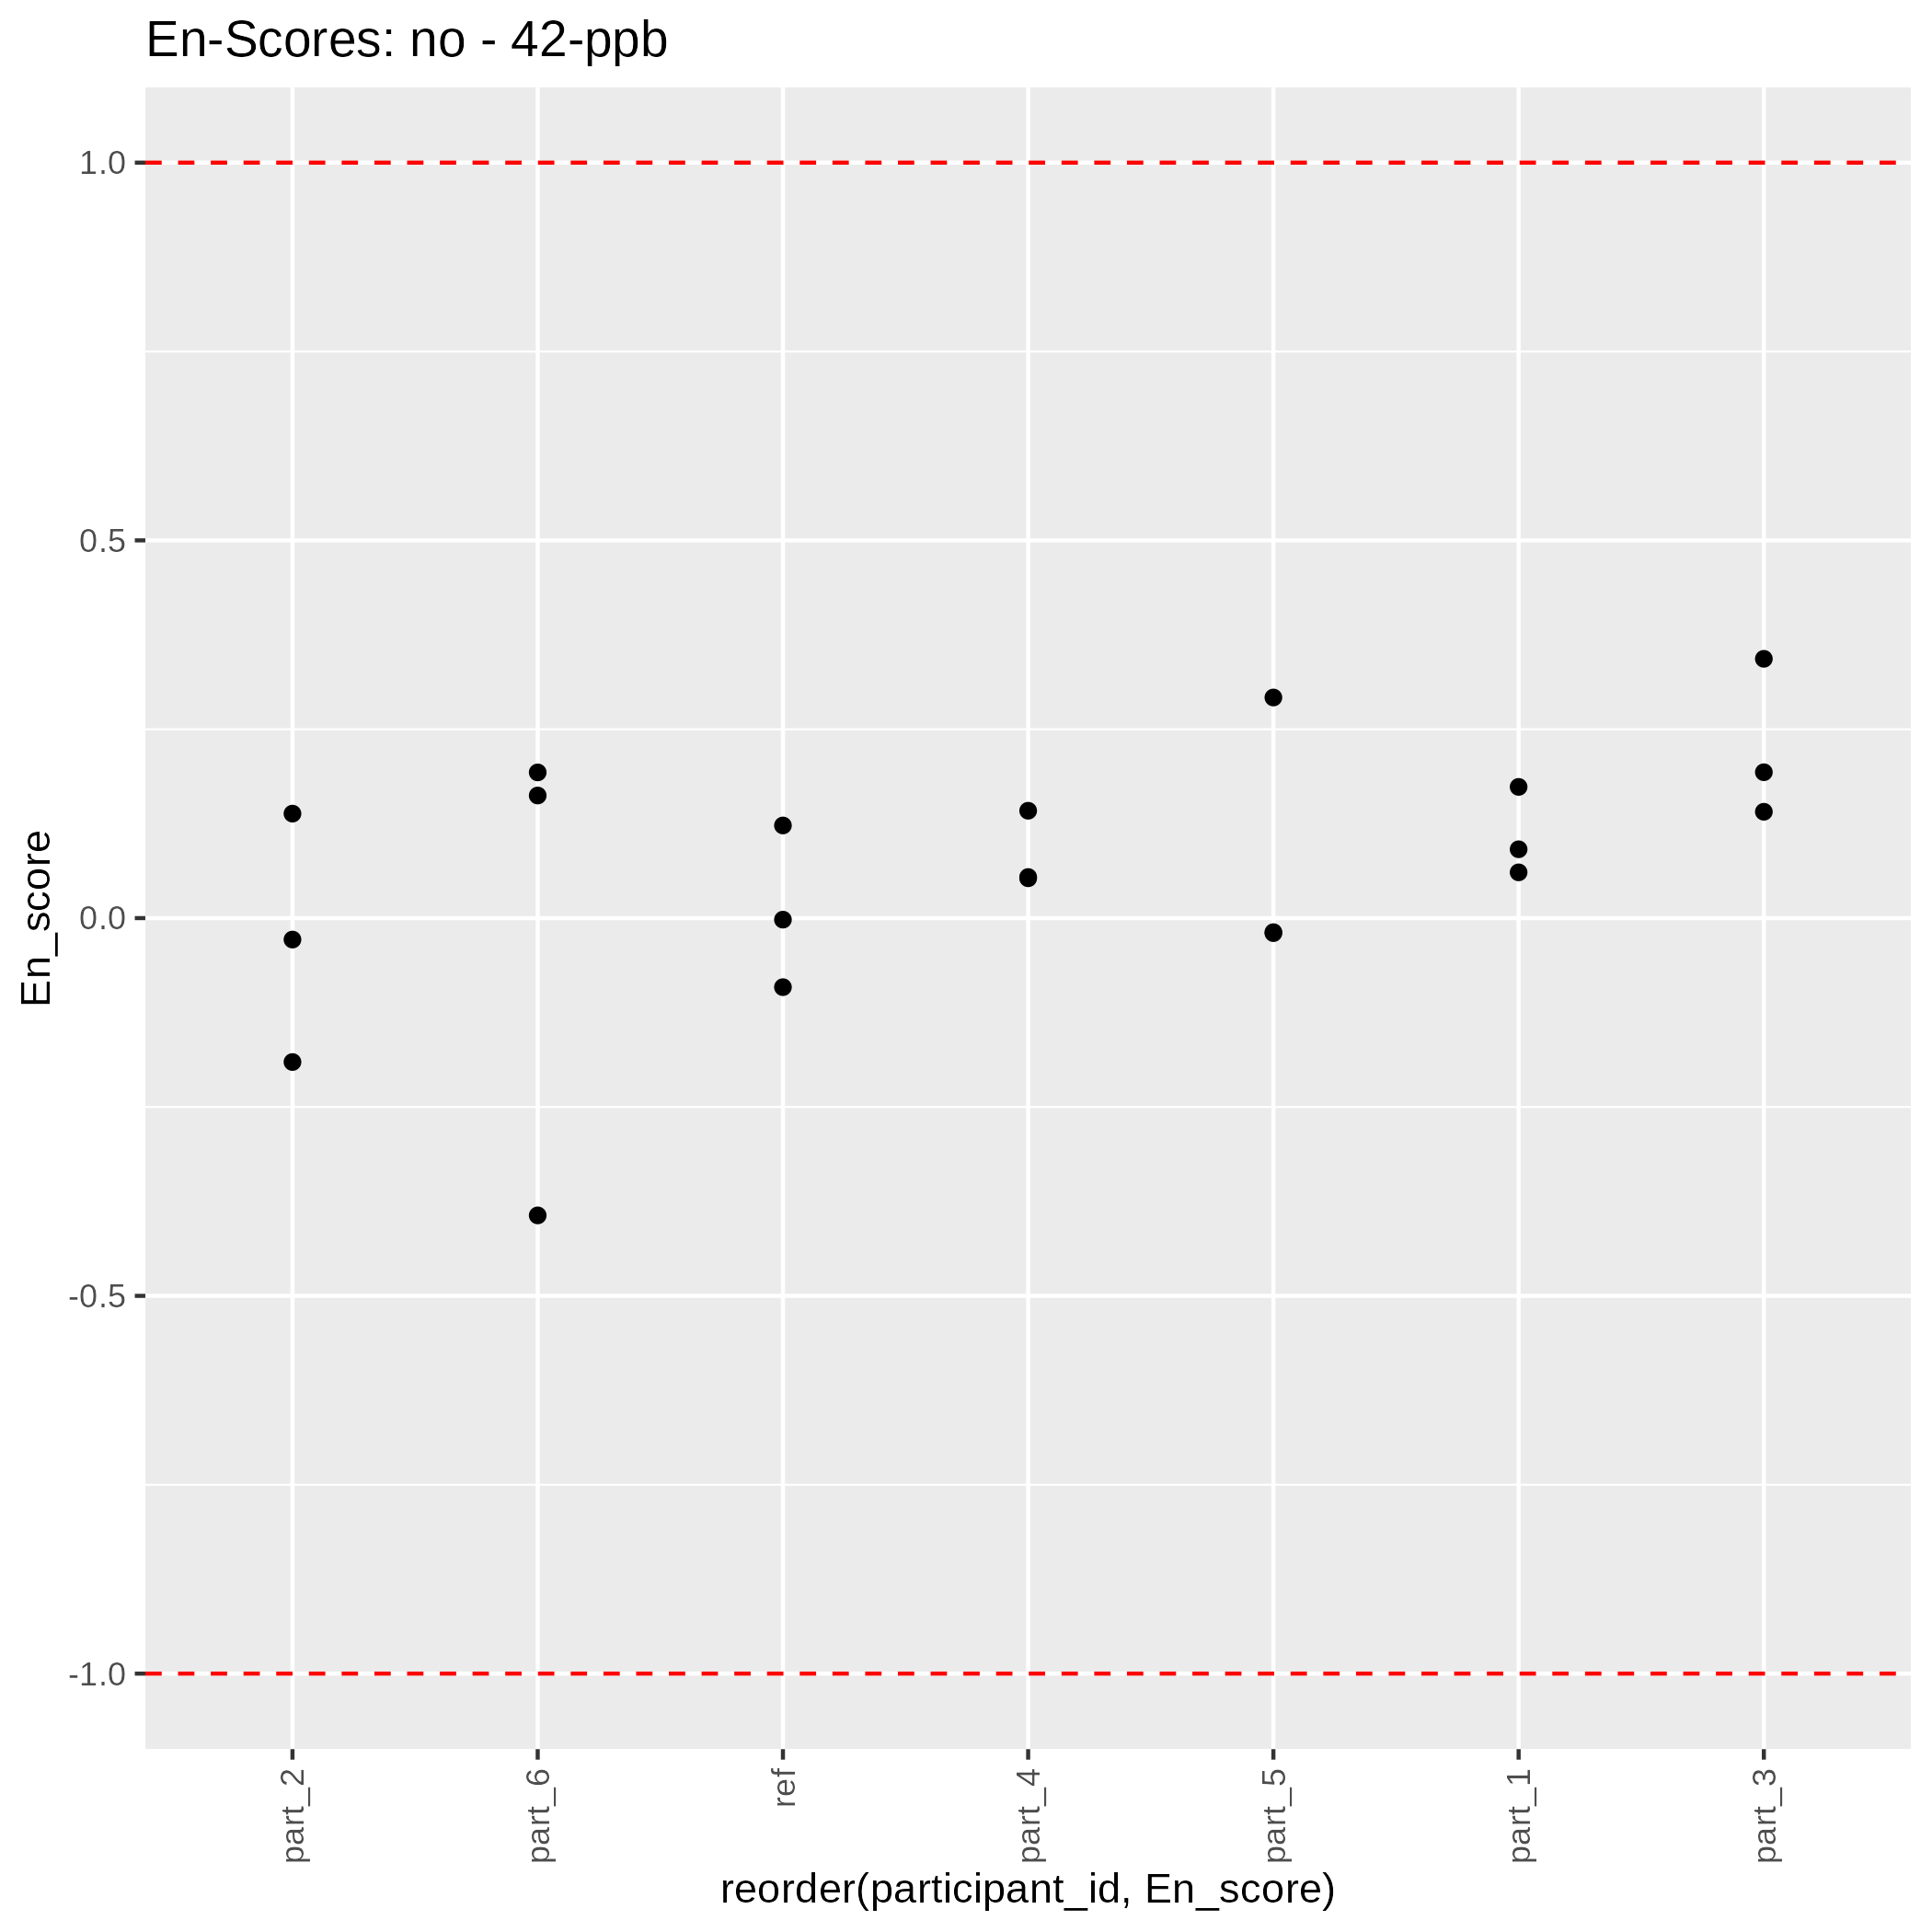 En-Scores: no - 42-ppb
En_score
1.0
0.5
0.0
-0.5
-1.0
part_2
part_6
ref
part_4
part_5
part_1
part_3
reorder(participant_id, En_score)